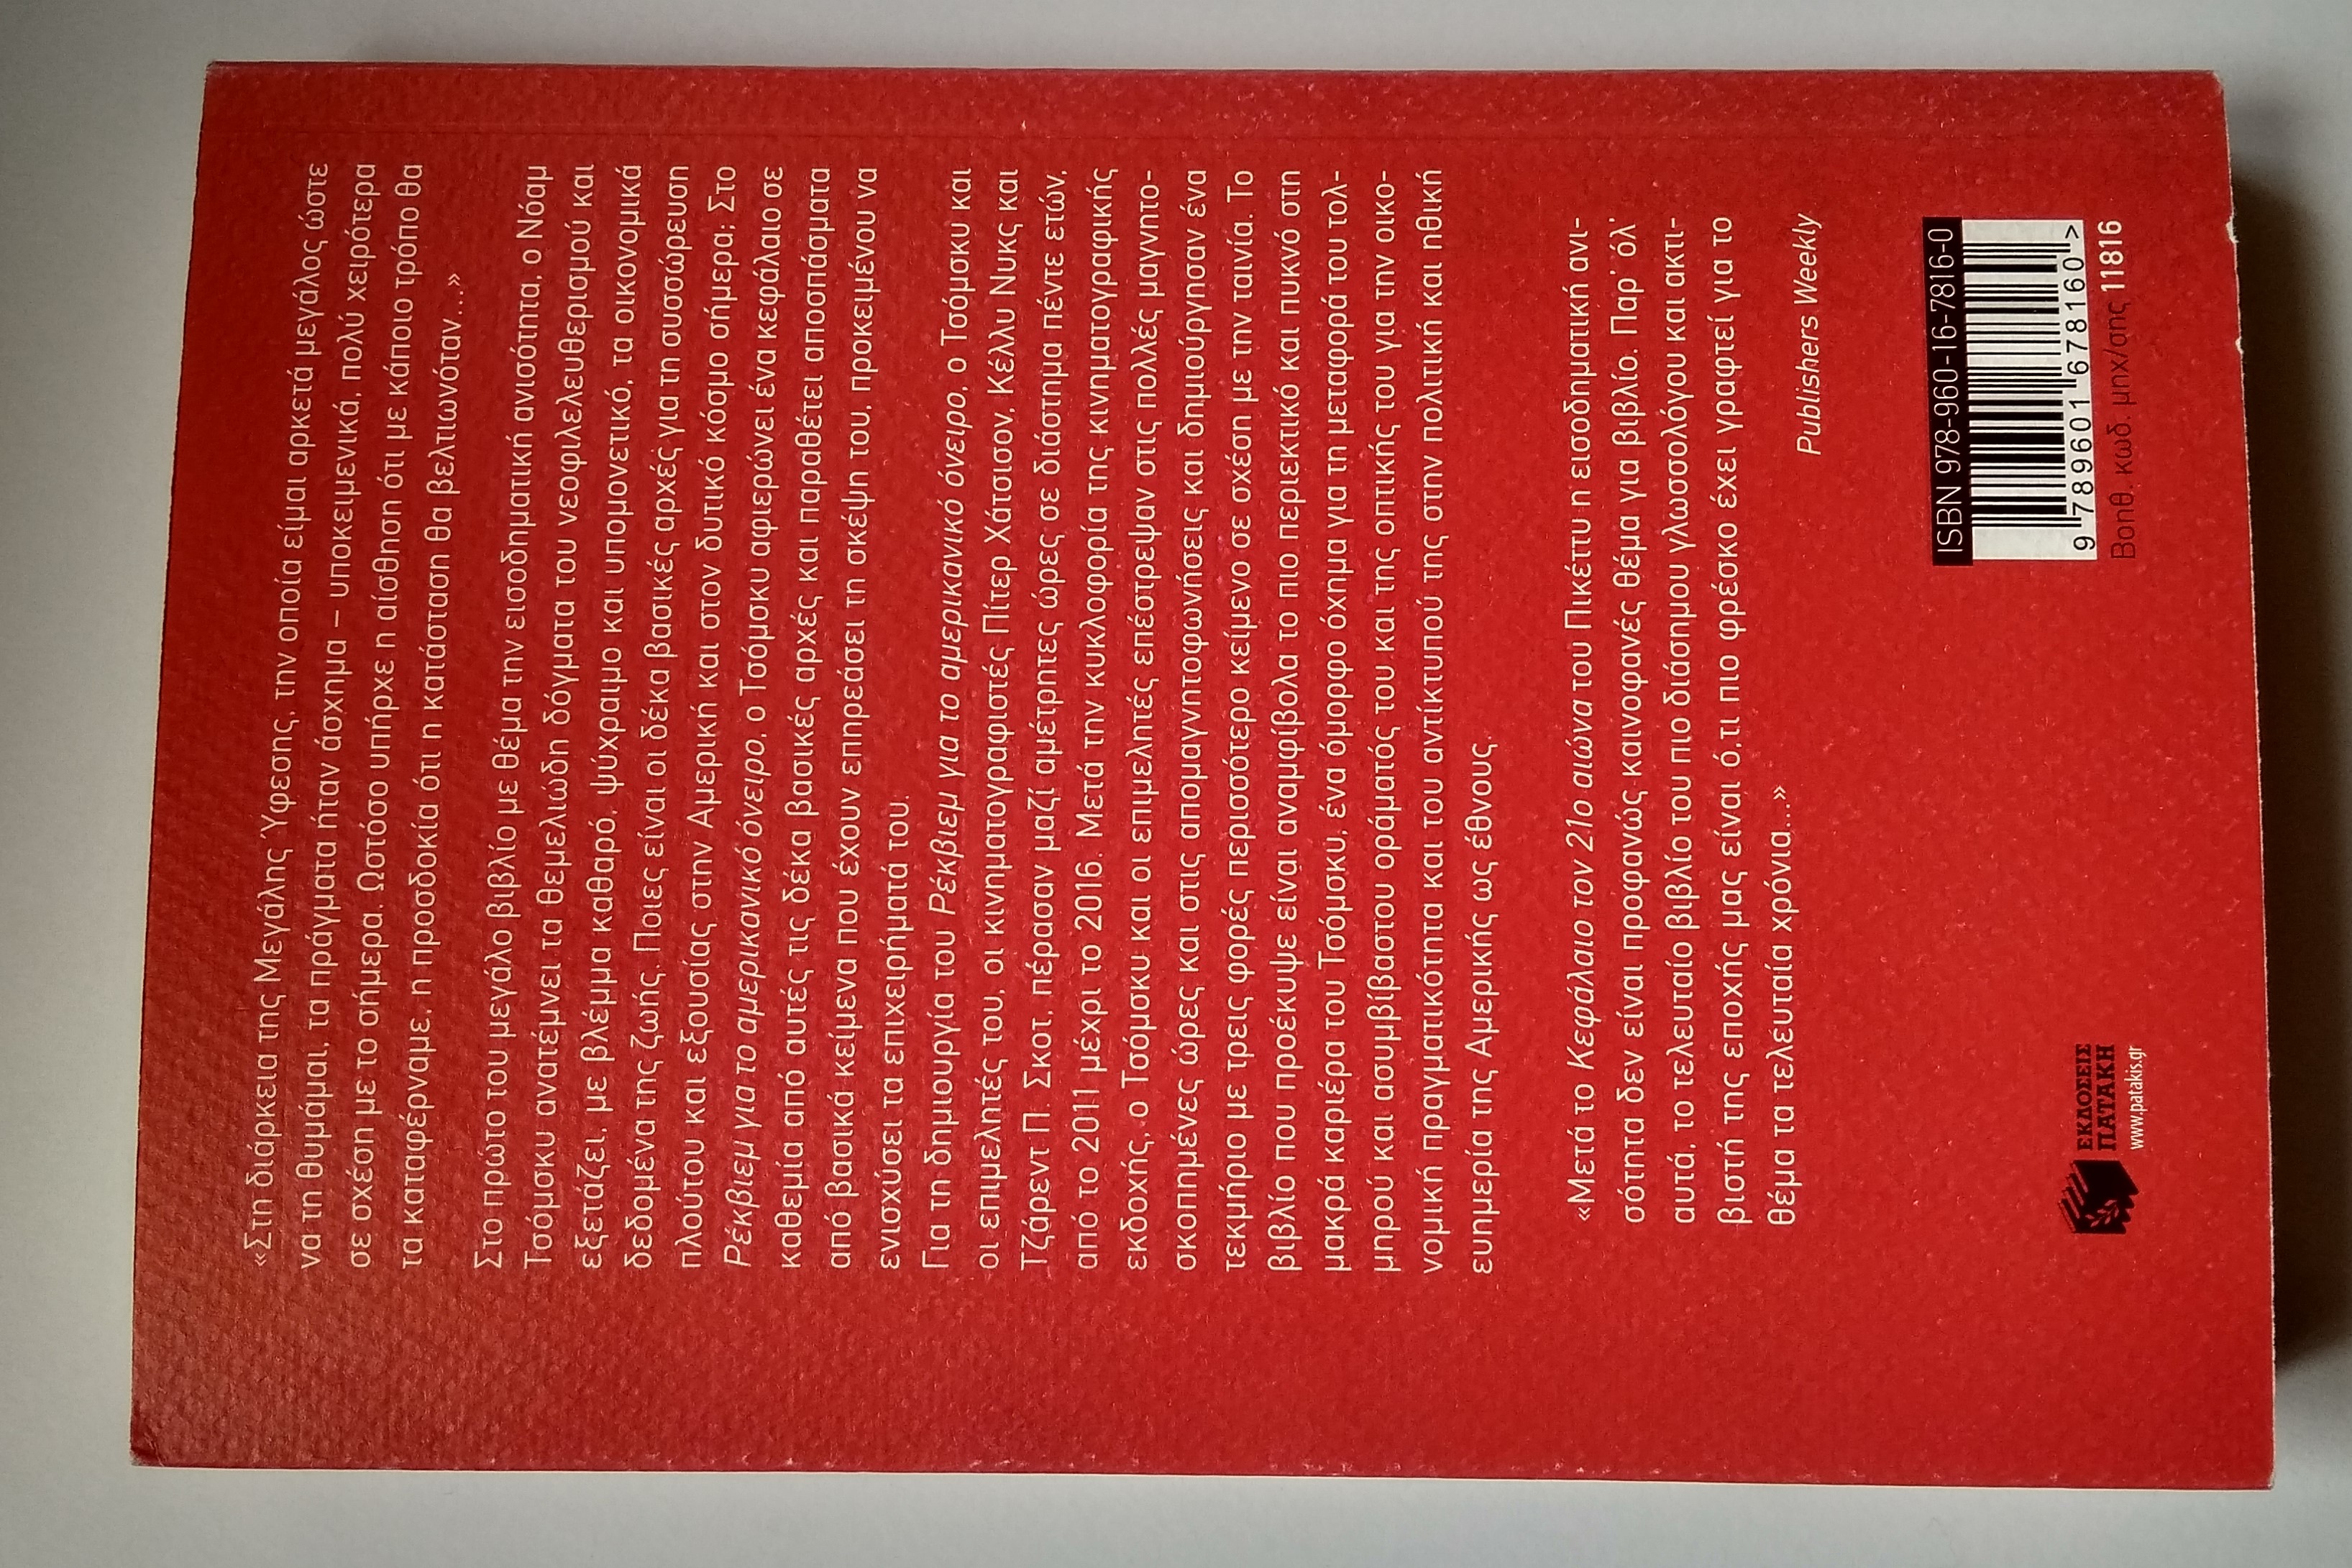 «Στη διάρκεια της Μεγάλης Ύφεσης, την οποία είμαι αρκετά μεγάλος ώστε
να τη θυμάμαι, τα πράγματα ήταν άσχημα – υποκειμενικά, πολύ χειρότερα
σε σχέση με το σήμερα. Ωστόσο υπήρχε η αίσθηση ότι με κάποιο τρόπο θα
τα καταφέρναμε, η προσδοκία ότι η κατάσταση θα βελτιωνόταν...»
Στο πρώτο του μεγάλο βιβλίο με θέμα την εισοδηματική ανισότητα, ο Νόαμ
Τσόμσκυ ανατέμνει τα θεμελιώδη δόγματα του νεοφιλελευθερισμού και
εξετάζει, με βλέμμα καθαρό, ψύχραιμο και υπομονετικό, τα οικονομικά
δεδομένα της ζωής. Ποιες είναι οι δέκα βασικές αρχές για τη συσσώρευση
πλούτου και εξουσίας στην Αμερική και στον δυτικό κόσμο σήμερα; Στο
Ρέκβιεμ για το αμερικανικό όνειρο, ο Τσόμσκυ αφιερώνει ένα κεφάλαιο σε
καθεμία από αυτές τις δέκα βασικές αρχές και παραθέτει αποσπάσματα
από βασικά κείμενα που έχουν επηρεάσει τη σκέψη του, προκειμένου να
ενισχύσει τα επιχειρήματά του.
Για τη δημιουργία του Ρέκβιεμ για το αμερικανικό όνειρο, ο Τσόμσκυ και
οι επιμελητές του, οι κινηματογραφιστές Πίτερ Χάτσισον, Κέλλυ Νυκς και
Τζάρεντ Π. Σκοτ, πέρασαν μαζί αμέτρητες ώρες σε διάστημα πέντε ετών,
από το 2011 μέχρι το 2016. Μετά την κυκλοφορία της κινηματογραφικής
εκδοχής, ο Τσόμσκυ και οι επιμελητές επέστρεψαν στις πολλές μαγνητο-
σκοπημένες ώρες και στις απομαγνητοφωνήσεις και δημιούργησαν ένα
τεκμήριο με τρεις φορές περισσότερο κείμενο σε σχέση με την ταινία. Το
βιβλίο που προέκυψε είναι αναμφίβολα το πιο περιεκτικό και πυκνό στη
μακρά καριέρα του Τσόμσκυ, ένα όμορφο όχημα για τη μεταφορά του τολ-
μηρού και ασυμβίβαστου οράματός του και της οπτικής του για την οικο-
νομική πραγματικότητα και του αντίκτυπού της στην πολιτική και ηθική
ευημερία της Αμερικής ως έθνους.
«Μετά το Κεφάλαιο τον 21ο αιώνα του Πικέττυ η εισοδηματική ανι-
σότητα δεν είναι προφανώς καινοφανές θέμα για βιβλίο. Παρ' όλ'
αυτά, το τελευταίο βιβλίο του πιο διάσημου γλωσσολόγου και ακτι-
βιστή της εποχής μας είναι ό,τι πιο φρέσκο έχει γραφτεί για το
θέμα τα τελευταία χρόνια...»
Publishers Weekly
ΕΚΔΟΣΕΙΣ
ΠΑΤΑΚΗ
www.patakis.gr
ISBN 978-960-16-7816-0
9 789601 678160 >
Βοηθ. κωδ. μηχ/σης 11816